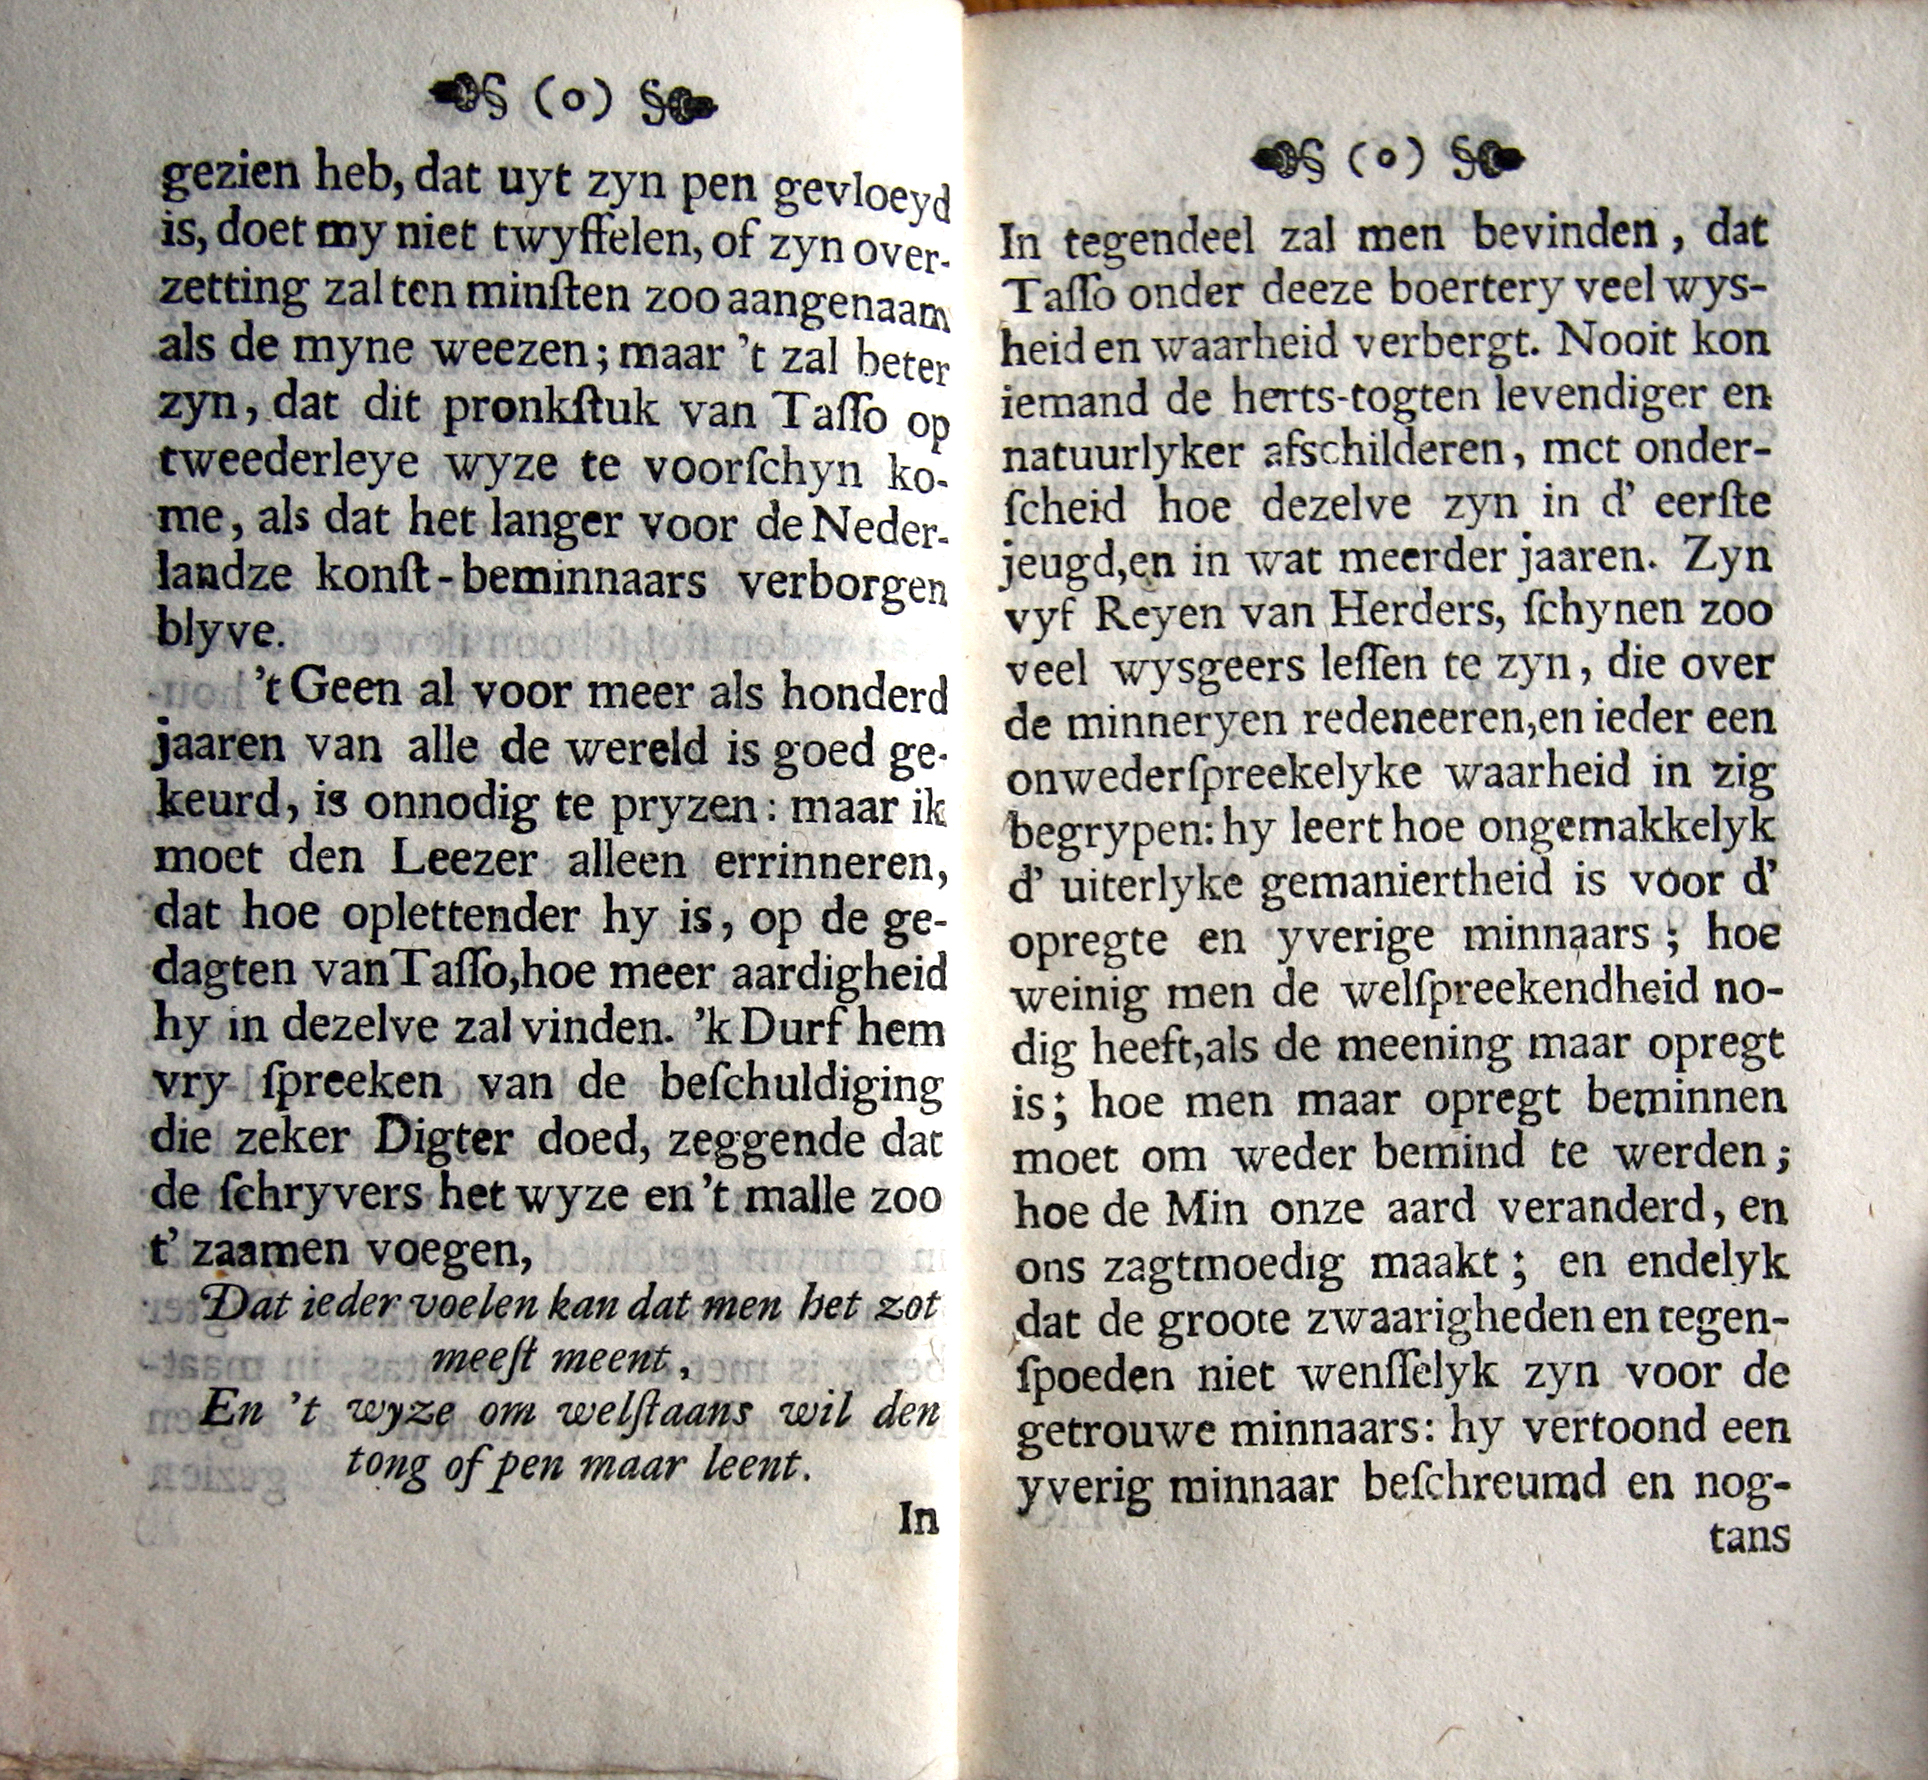 § (o) §
gezien heb, dat uyt zyn pen gevloeyd
is, doet my niet twyffelen, of zyn over-
zetting zal ten minſten zoo aangenaam
als de myne weezen; maar 't zal beter
zyn, dat dit pronkſtuk van Taſſo op
tweederleye wyze te voorſchyn ko-
me, als dat het langer voor de Neder-
landze konſt-beminnaars verborgen
blyve.
't Geen al voor meer als honderd
jaaren van alle de wereld is goed ge-
keurd, is onnodig te pryzen: maar ik
moet den Leezer alleen errinneren,
dat hoe oplettender hy is, op de ge-
dagten van Taſſo, hoe meer aardigheid
hy in dezelve zal vinden. 'k Durf hem
vry ſpreeken van de beſchuldiging
die zeker Digter doed, zeggende dat
de ſchryvers het wyze en 't malle zoo
t' zaamen voegen,
Dat ieder voelen kan dat men het zot
meeſt meent,
En 't wyze om welſtaans wil den
tong of pen maar leent.
In
§ (o) §
In tegendeel zal men bevinden, dat
Taſſo onder deeze boertery veel wys-
heid en waarheid verbergt. Nooit kon
iemand de herts-togten levendiger en
natuurlyker afschilderen, met onder-
ſcheid hoe dezelve zyn in d' eerſte
jeugd, en in wat meerder jaaren. Zyn
vyf Reyen van Herders, ſchynen zoo
veel wysgeers leſſen te zyn, die over
de minneryen redeneeren, en ieder een
onwederſpreekelyke waarheid in zig
begrypen: hy leert hoe ongemakkelyk
d' uiterlyke gemaniertheid is voor d'
opregte en yverige minnaars; hoe
weinig men de welſpreekendheid no-
dig heeft, als de meening maar opregt
is; hoe men maar opregt beminnen
moet om weder bemind te werden;
hoe de Min onze aard veranderd, en
ons zagtmoedig maakt; en endelyk
dat de groote zwaarigheden en tegen-
ſpoeden niet wenſſelyk zyn voor de
getrouwe minnaars: hy vertoond een
yverig minnaar beſchreumd en nog-
tans